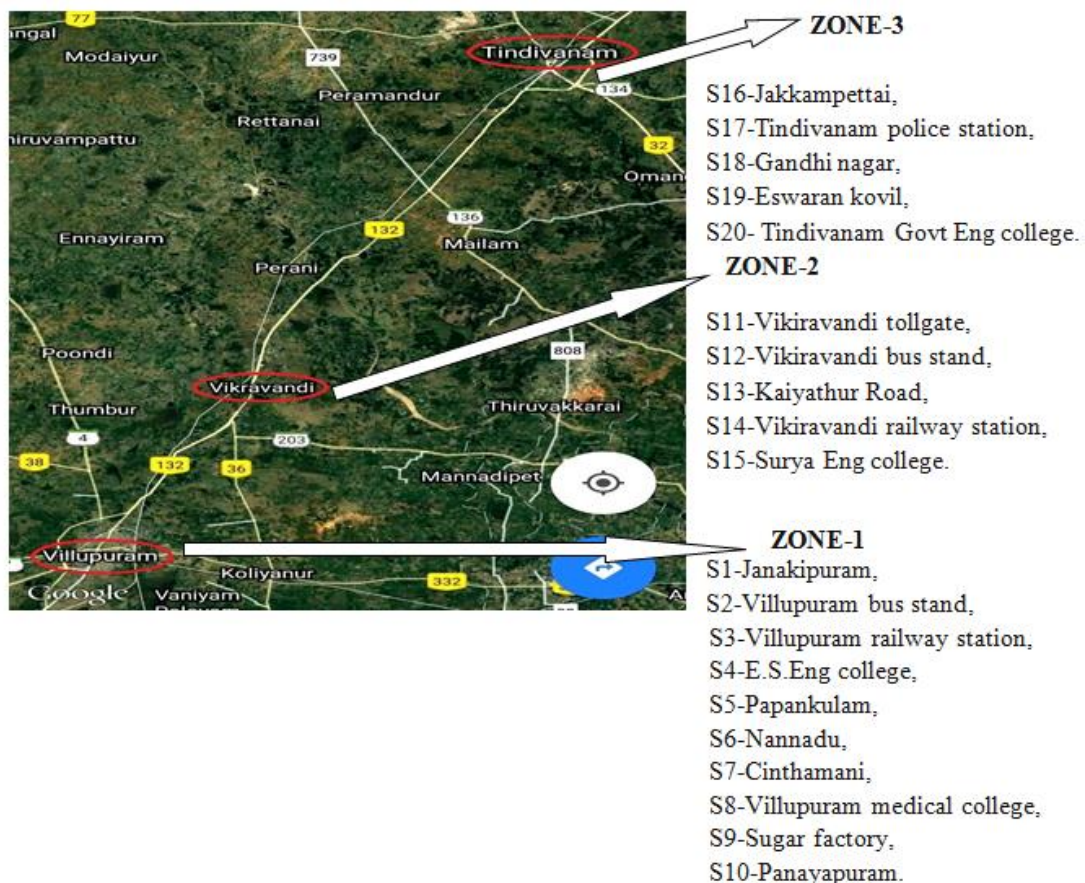 77
ZONE-3
angal
Tindivanam
Modaiyur
739
134
Peramandur
S16-Jakkampettai,
Rettanai
S17-Tindivanam police station,
hiruvampattu
32
S18-Gandhi nagar,
Oman
S19-Eswaran kovil,
136
132
Ennayiram
Mailam
S20- Tindivanam Govt Eng college.
Perani
ZONE-2
S11-Vikiravandi tollgate,
Poondi
808
S12-Vikiravandi bus stand,
Vikravandi
S13-Kaiyathur Road,
Thumbur
Thiruvakkarai
S14-Vikiravandi railway station,
4
203
38
132
36
S15-Surya Eng college.
Mannadipet
ZONE-1
Villupuram
S1-Janakipuram,
Koliyanur
332
Google
Vaniyam
S2-Villupuram bus stand,
S3-Villupuram railway station,
S4-E.S.Eng college,
S5-Papankulam,
S6-Nannadu,
S7-Cinthamani,
S8-Villupuram medical college,
S9-Sugar factory,
S10-Panayapuram.